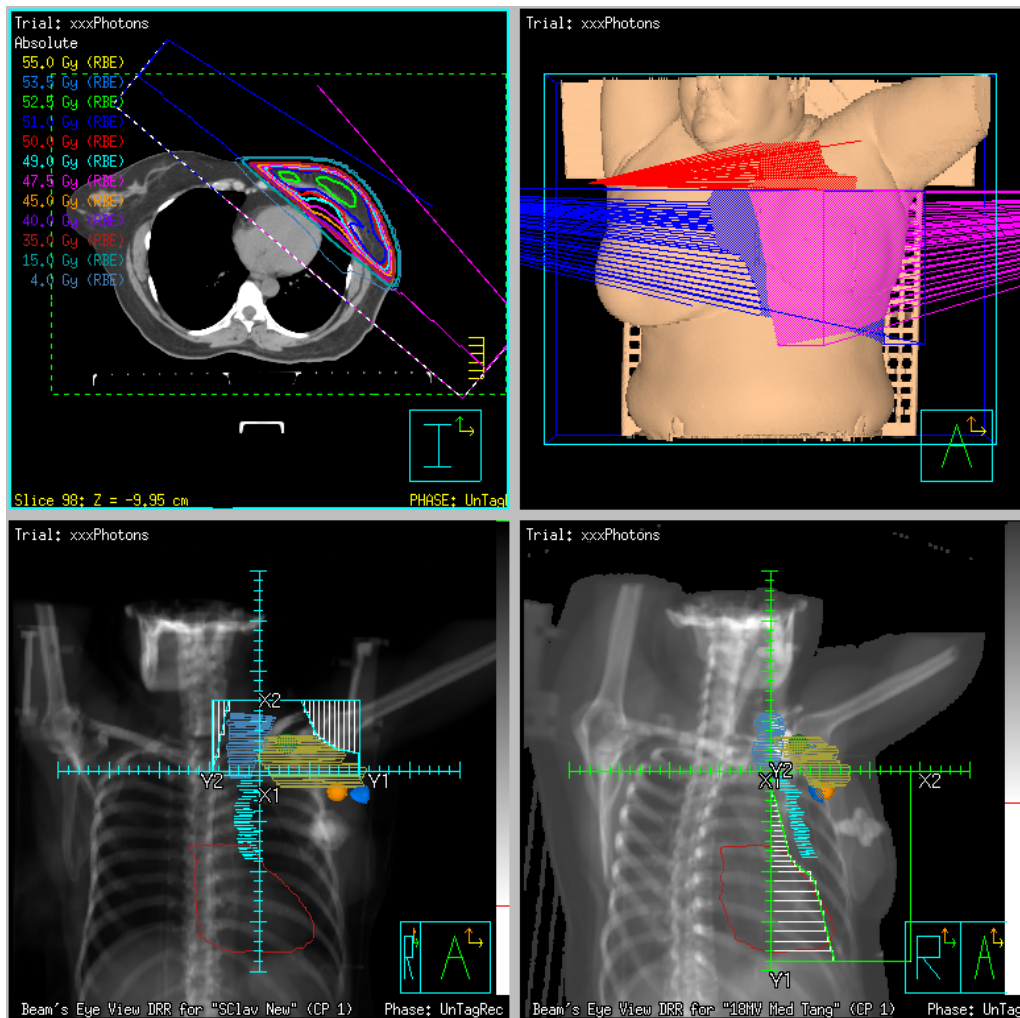 Trial: xxxPhotons
Absolute
55.0 Gy (RBE)
53.5 Gy (RBE)
52.5 Gy (RBE)
51.0 Gy (RBE)
50.0 Gy (RBE)
49.0 Gy (RBE)
47.5 Gy (RBE)
45.0 Gy (RBE)
40.0 Gy (RBE)
35.0 Gy (RBE)
15.0 Gy (RBE)
4.0 Gy (RBE)
I
Slice 98: Z = -9.95 cm
PHASE: UnTag
Trial: xxxPhotons
A
Trial: xxxPhotons
X2
Y2
Y1
X1
R
A
Beam's Eye View DRR for "SClav New" (CP 1)
Phase: UnTagRec
Trial: xxxPhotons
Y2
X1
X2
Y1
R
A
Beam's Eye View DRR for "18MV Med Tang" (CP 1)
Phase: UnTag